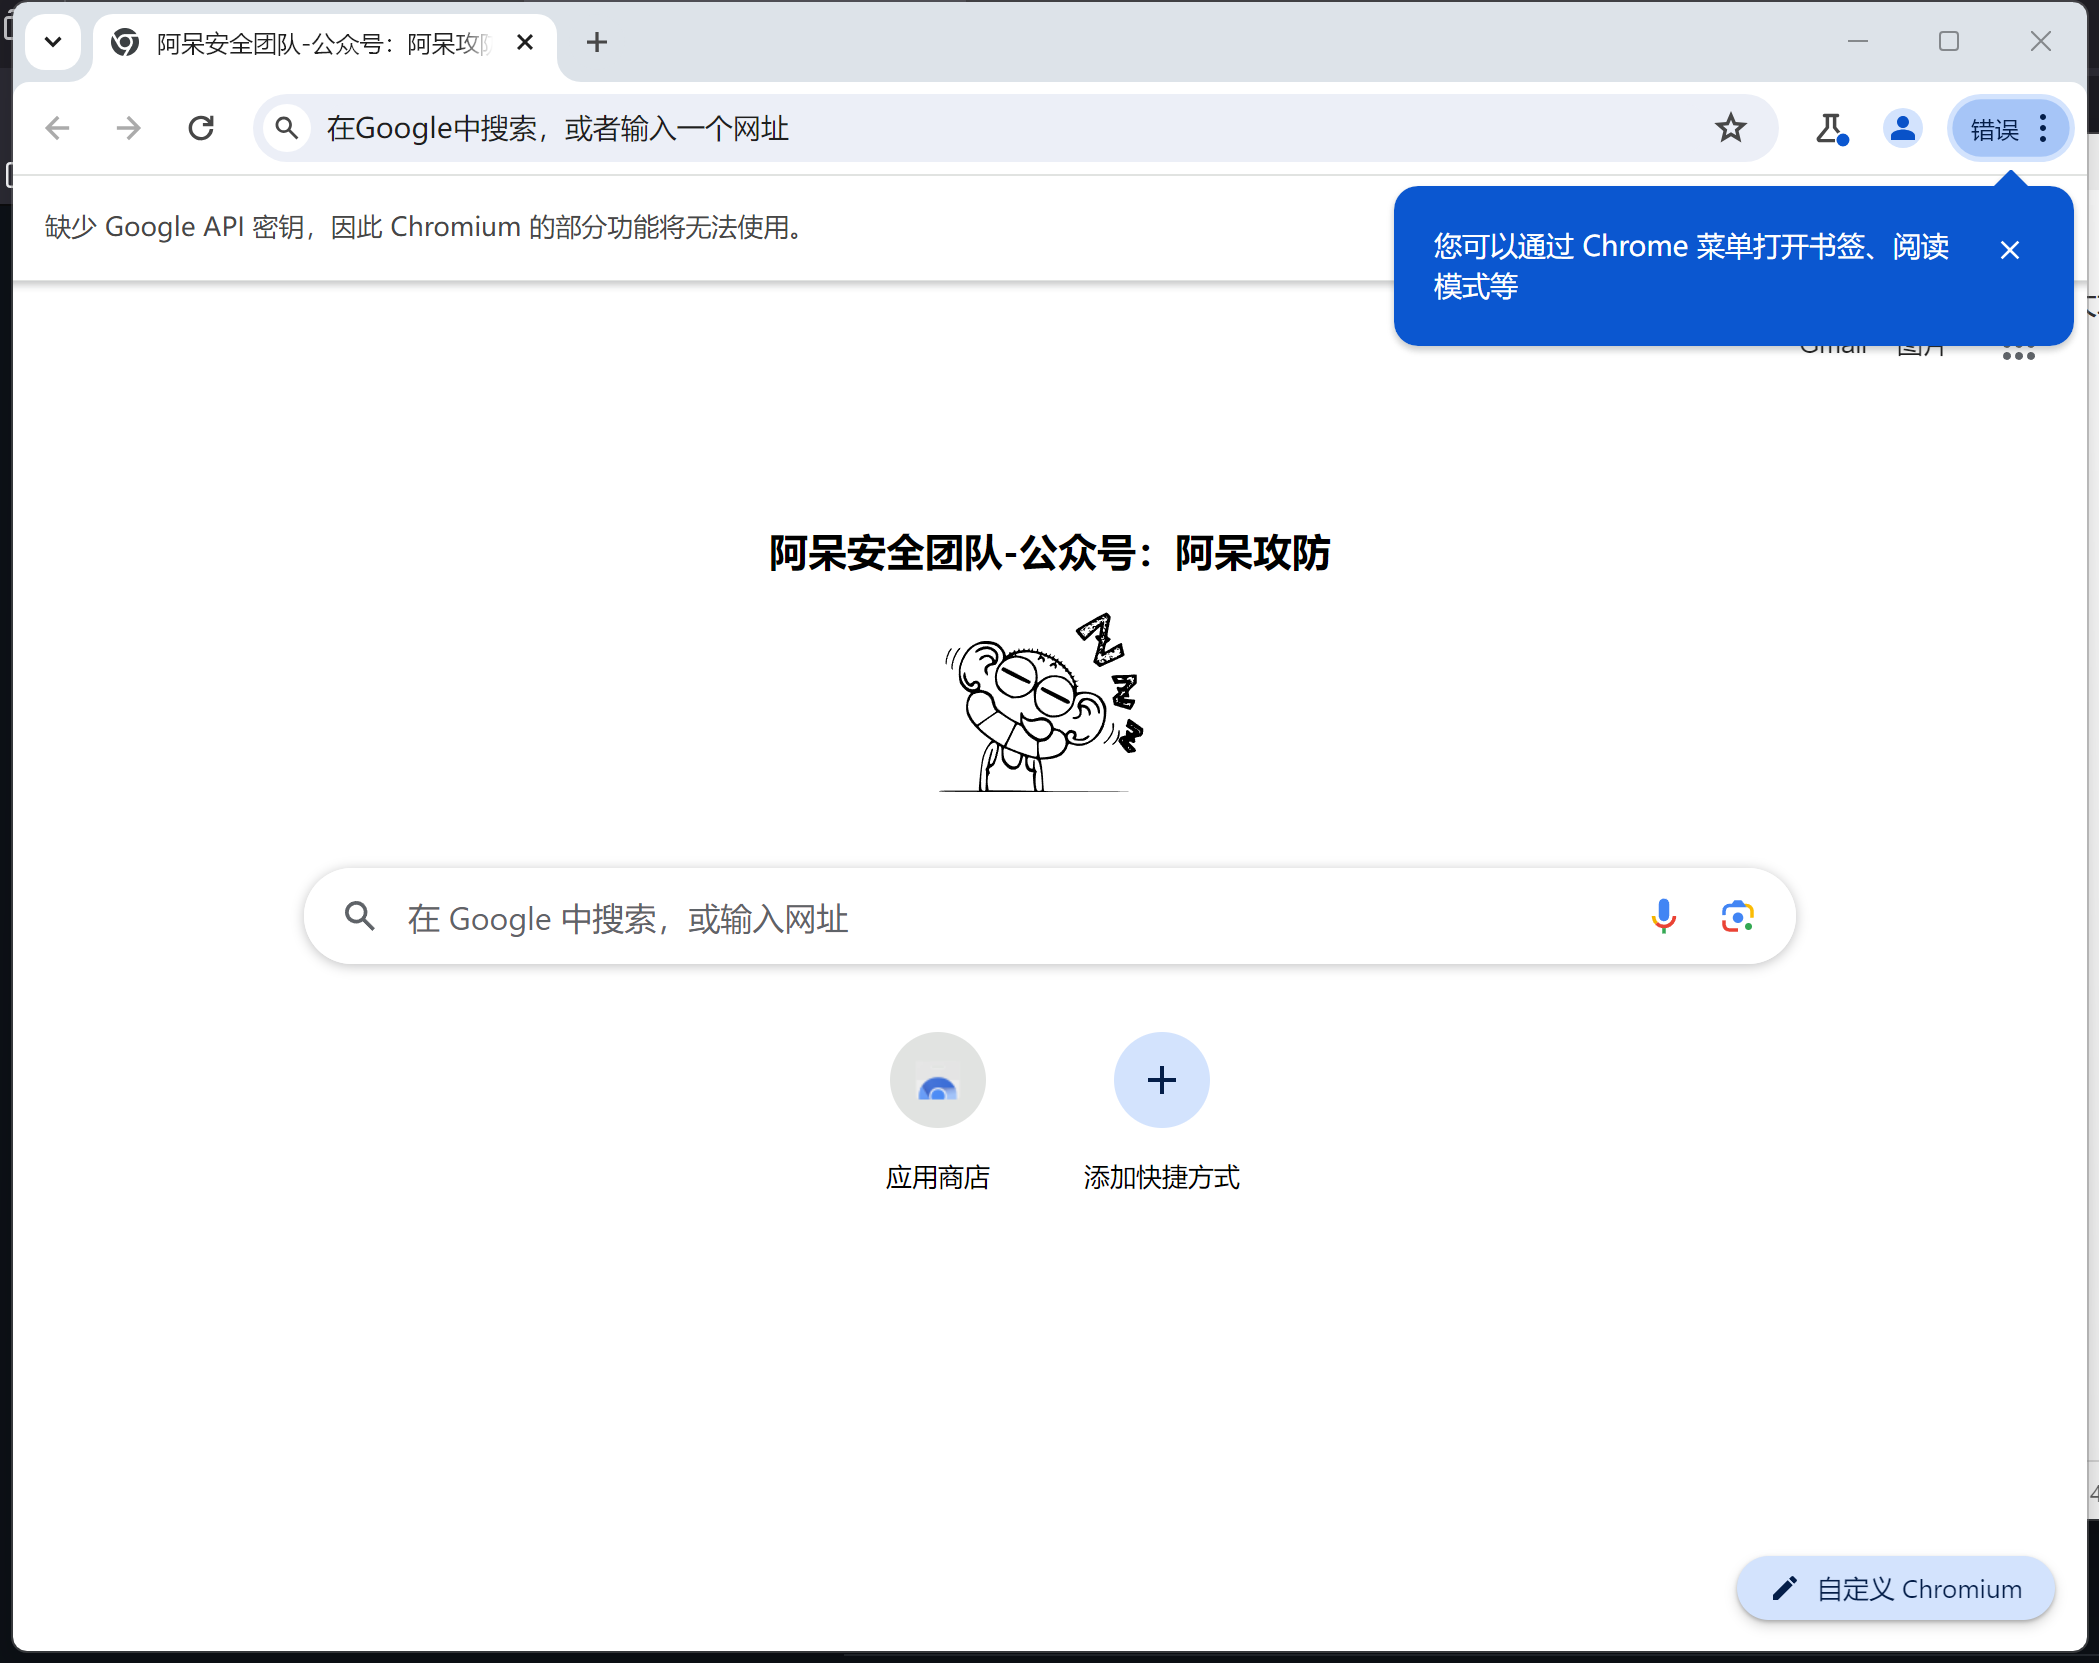 阿呆安全团队-公众号：阿呆攻防
在Google中搜索，或者输入一个网址
错误
缺少 Google API 密钥，因此 Chromium 的部分功能将无法使用。
您可以通过 Chrome 菜单打开书签、阅读
模式等
Gmail 图片
阿呆安全团队-公众号：阿呆攻防
Z
Z
Z
在 Google 中搜索，或输入网址
应用商店
添加快捷方式
自定义 Chromium